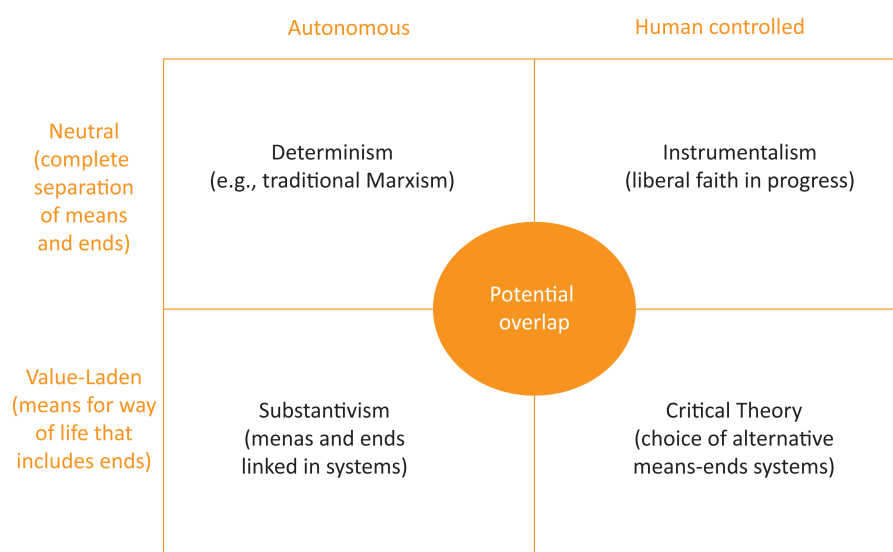 Autonomous
Human controlled
Neutral
(complete
separation
of means
and ends)
Determinism
(e.g., traditional Marxism)
Instrumentalism
(liberal faith in progress)
Potential
overlap
Value-Laden
(means for way
of life that
includes ends)
Substantivism
(menas and ends
linked in systems)
Critical Theory
(choice of alternative
means-ends systems)